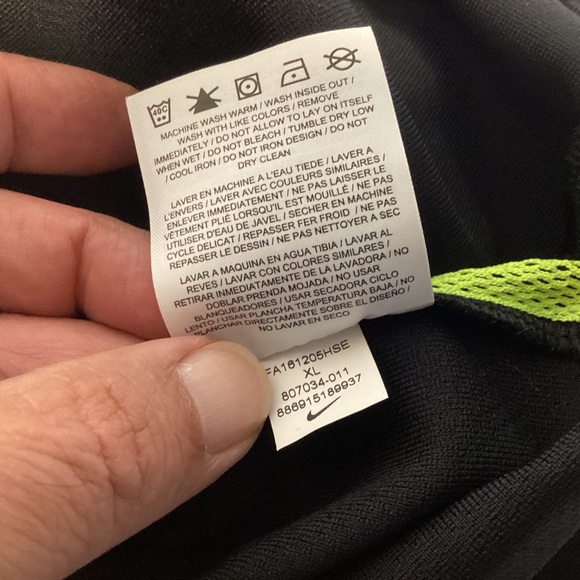 40C
MACHINE WASH WARM / WASH INSIDE OUT /
WASH WITH LIKE COLORS / REMOVE
IMMEDIATELY / DO NOT ALLOW TO LAY ON ITSELF
WHEN WET / DO NOT BLEACH / TUMBLE DRY LOW
/ COOL IRON / DO NOT IRON DESIGN / DO NOT
DRY CLEAN
LAVER EN MACHINE A L'EAU TIEDE / LAVER A
L'ENVERS / LAVER AVEC COULEURS SIMILAIRES /
ENLEVER IMMÉDIATEMENT / NE PAS LAISSER LE
VÊTEMENT PLIÉ LORSQU'IL EST MOUILLÉ / NE PAS
UTILISER D'EAU DE JAVEL / SECHER EN MACHINE
CYCLE DELICAT / REPASSER FER FROID / NE PAS
REPASSER LE DESSIN / NE PAS NETTOYER A SEC
LAVAR A MAQUINA EN AGUA TIBIA / LAVAR AL
REVES / LAVAR CON COLORES SIMILARES /
RETIRAR INMEDIATAMENTE DE LA LAVADORA / NO
DOBLAR PRENDA MOJADA / NO USAR
BLANQUEADORES / USAR SECADORA CICLO
LENTO / USAR PLANCHA TEMPERATURA BAJA / NO
PLANCHAR DIRECTAMENTE SOBRE EL DISEÑO /
NO LAVAR EN SECO
FA161205HSE
XL
807034-011
886915189937